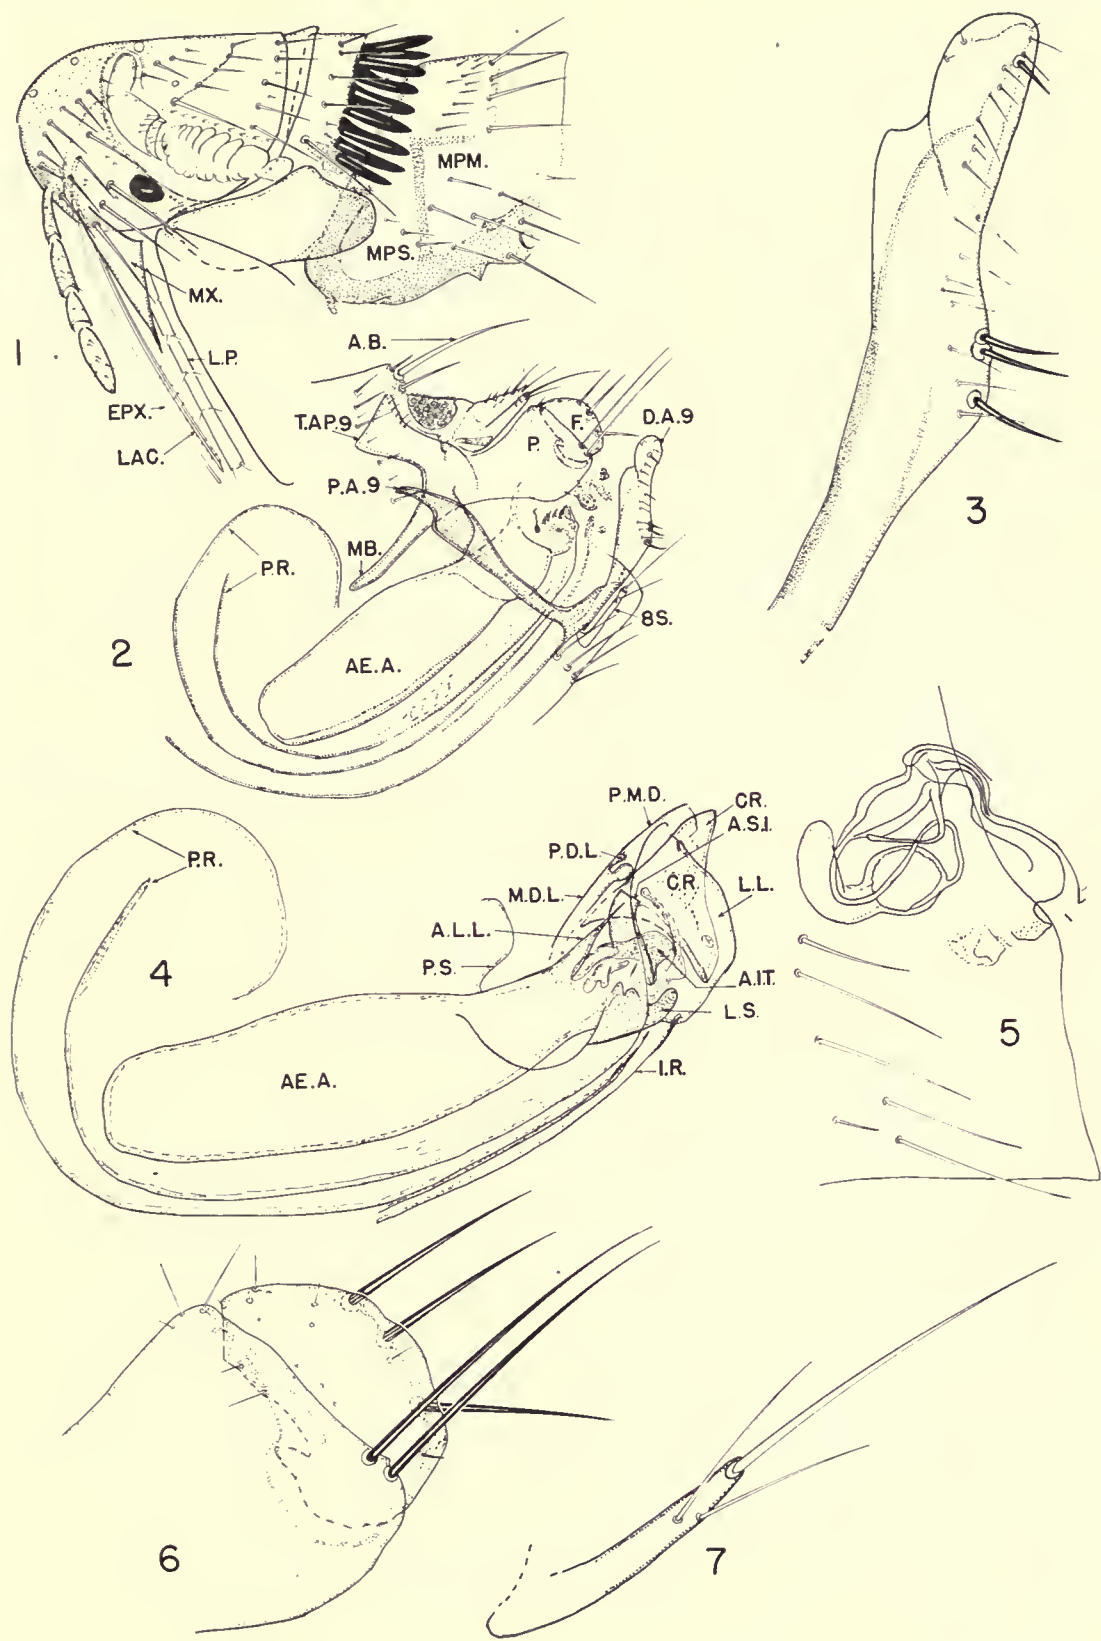 MPM.
MPS.
MX.
L.P.
EPX.
LAC.
1
A.B.
T.AP.9
F.
P.
D.A.9
P.A.9
MB.
P.R.
8S.
AE.A.
2
3
P.M.D.
CR.
A.S.I.
P.D.L.
C.R.
M.D.L.
L.L.
A.L.L.
P.S.
A.I.T.
L.S.
I.R.
P.R.
AE.A.
4
5
6
7